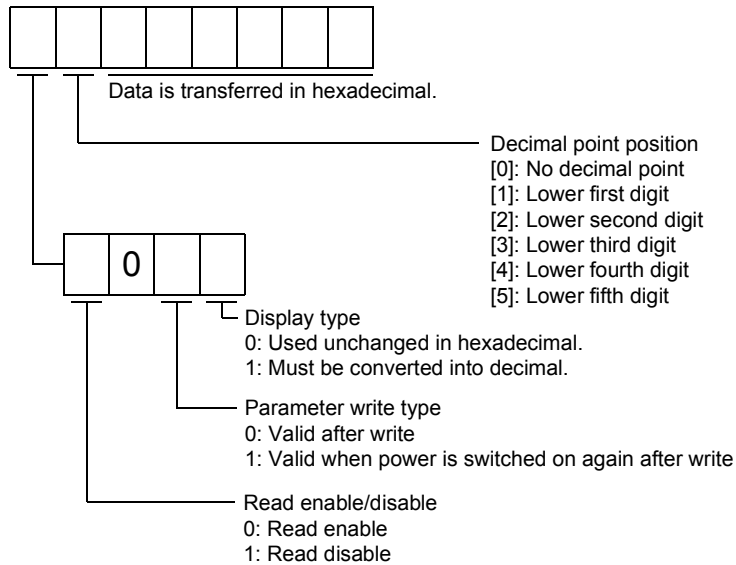 Data is transferred in hexadecimal.
Decimal point position
[0]: No decimal point
[1]: Lower first digit
[2]: Lower second digit
[3]: Lower third digit
[4]: Lower fourth digit
[5]: Lower fifth digit
0
Display type
0: Used unchanged in hexadecimal.
1: Must be converted into decimal.
Parameter write type
0: Valid after write
1: Valid when power is switched on again after write
Read enable/disable
0: Read enable
1: Read disable